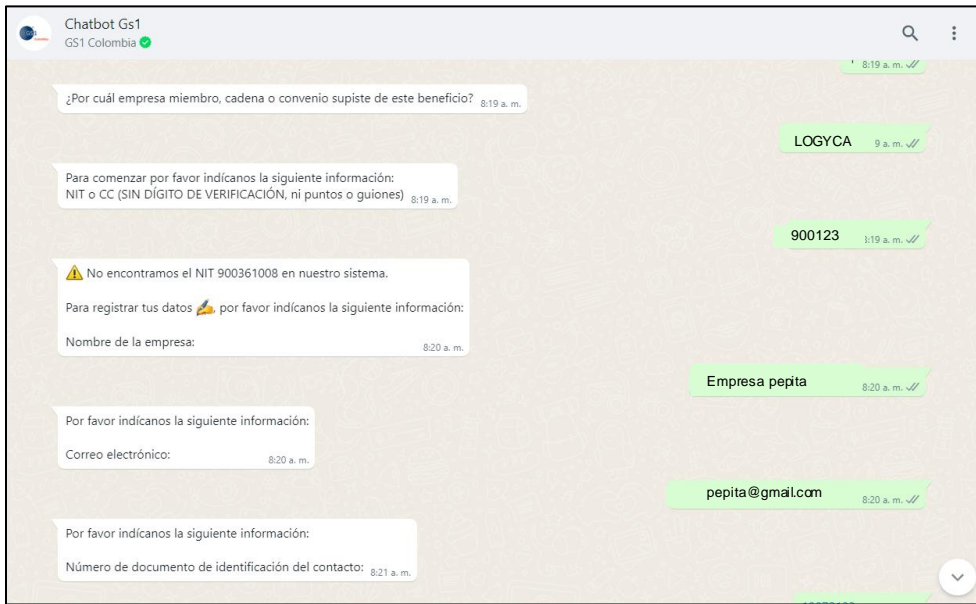 Chatbot Gs1
GS1 Colombia
8:19 a. m.
¿Por cuál empresa miembro, cadena o convenio supiste de este beneficio? 8:19 a. m.
LOGYCA 9 a. m.
Para comenzar por favor indícanos la siguiente información:
NIT o CC (SIN DÍGITO DE VERIFICACIÓN, ni puntos o guiones) 8:19 a. m.
900123 :19 a. m.
⚠️ No encontramos el NIT 900361008 en nuestro sistema.
Para registrar tus datos ✍️, por favor indícanos la siguiente información:
Nombre de la empresa: 8:20 a. m.
Empresa pepita 8:20 a. m.
Por favor indícanos la siguiente información:
Correo electrónico: 8:20 a. m.
pepita@gmail.com 8:20 a. m.
Por favor indícanos la siguiente información:
Número de documento de identificación del contacto: 8:21 a. m.